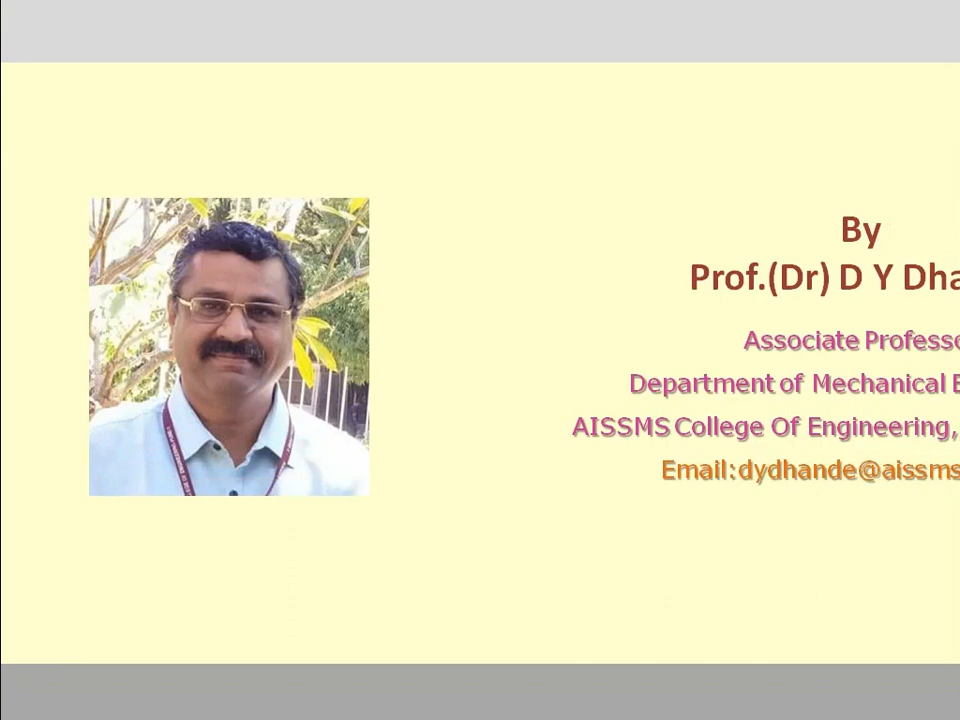 By
Prof.(Dr) D Y Dha
Associate Professo
Department of Mechanical E
AISSMS College Of Engineering,
Email:dydhande@aissms